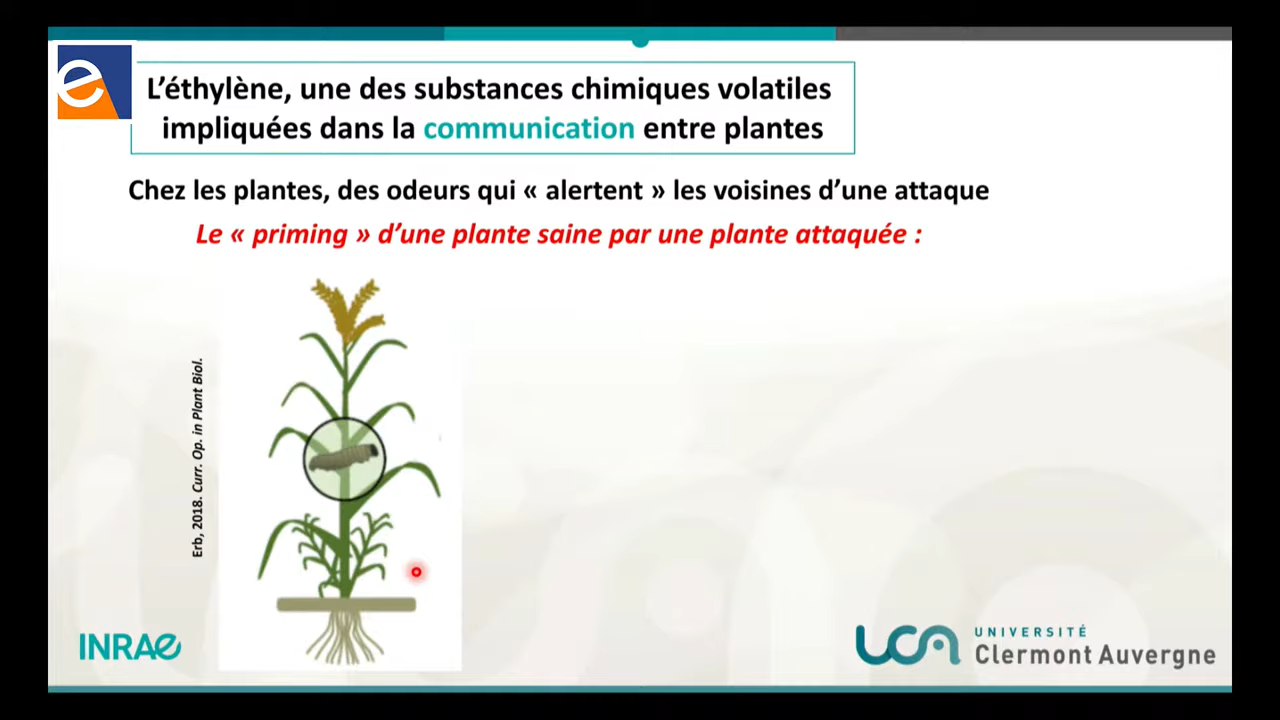 L’éthylène, une des substances chimiques volatiles
impliquées dans la communication entre plantes
Chez les plantes, des odeurs qui « alertent » les voisines d’une attaque
Le « priming » d’une plante saine par une plante attaquée :
Erb, 2018. Curr. Op. in Plant Biol.
INRAE
UCA UNIVERSITÉ
Clermont Auvergne